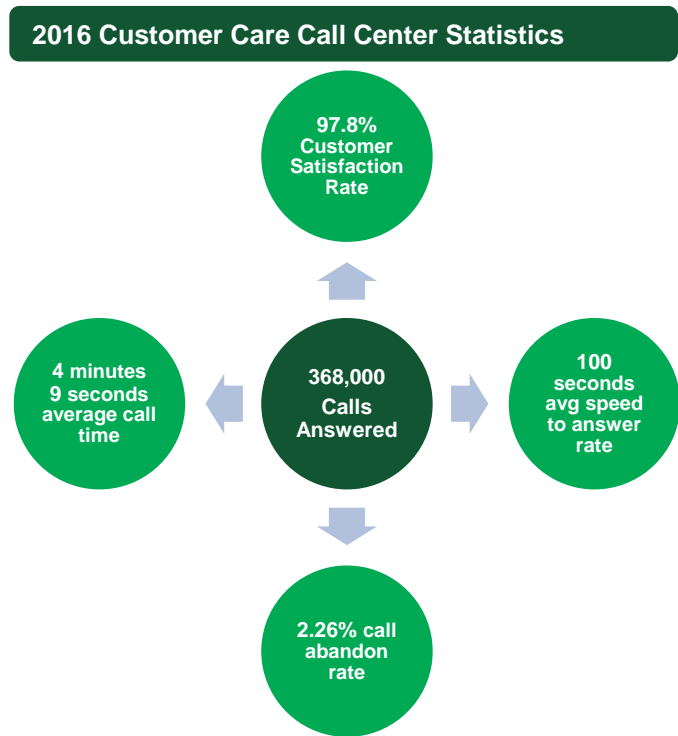 2016 Customer Care Call Center Statistics
97.8%
Customer
Satisfaction
Rate
4 minutes
9 seconds
average call
time
368,000
Calls
Answered
100
seconds
avg speed
to answer
rate
2.26% call
abandon
rate